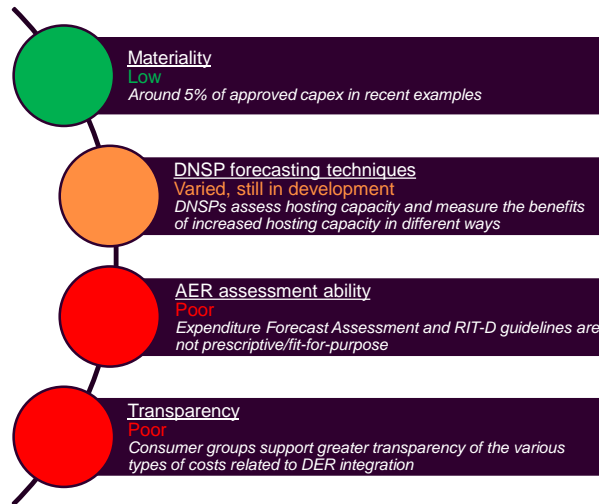 Materiality
Low
Around 5% of approved capex in recent examples
DNSP forecasting techniques
Varied, still in development
DNSPs assess hosting capacity and measure the benefits
of increased hosting capacity in different ways
AER assessment ability
Poor
Expenditure Forecast Assessment and RIT-D guidelines are
not prescriptive/fit-for-purpose
Transparency
Poor
Consumer groups support greater transparency of the various
types of costs related to DER integration